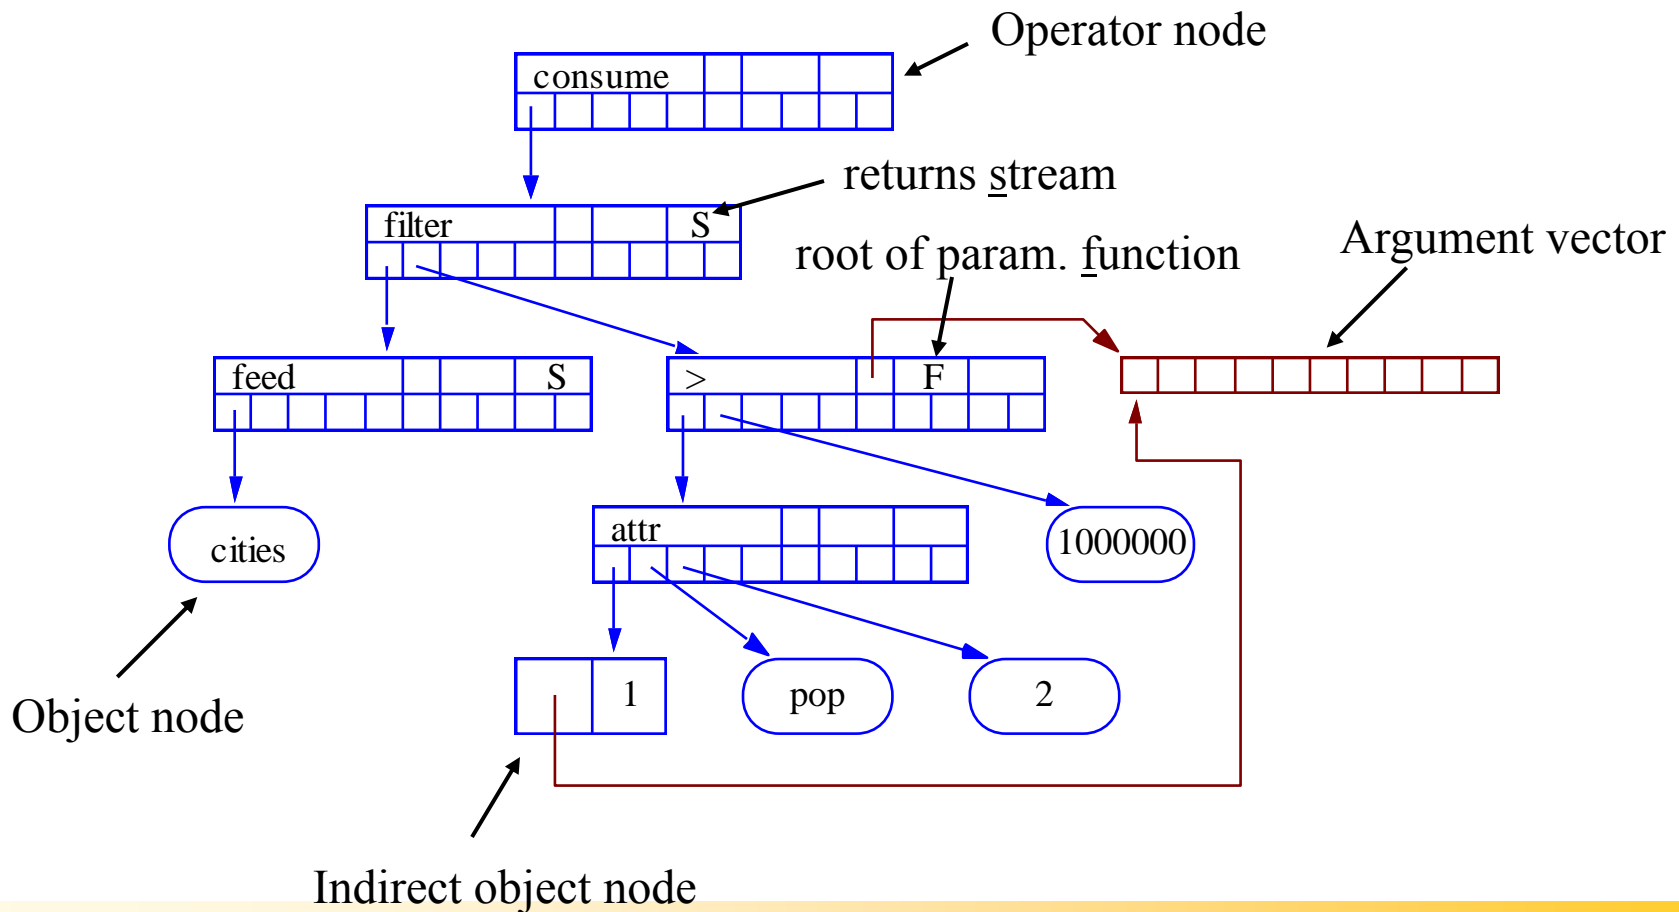 Operator node
consume
returns stream
filter S
root of param. function
Argument vector
feed S
> F
cities
attr
1000000
1
pop
2
Object node
Indirect object node